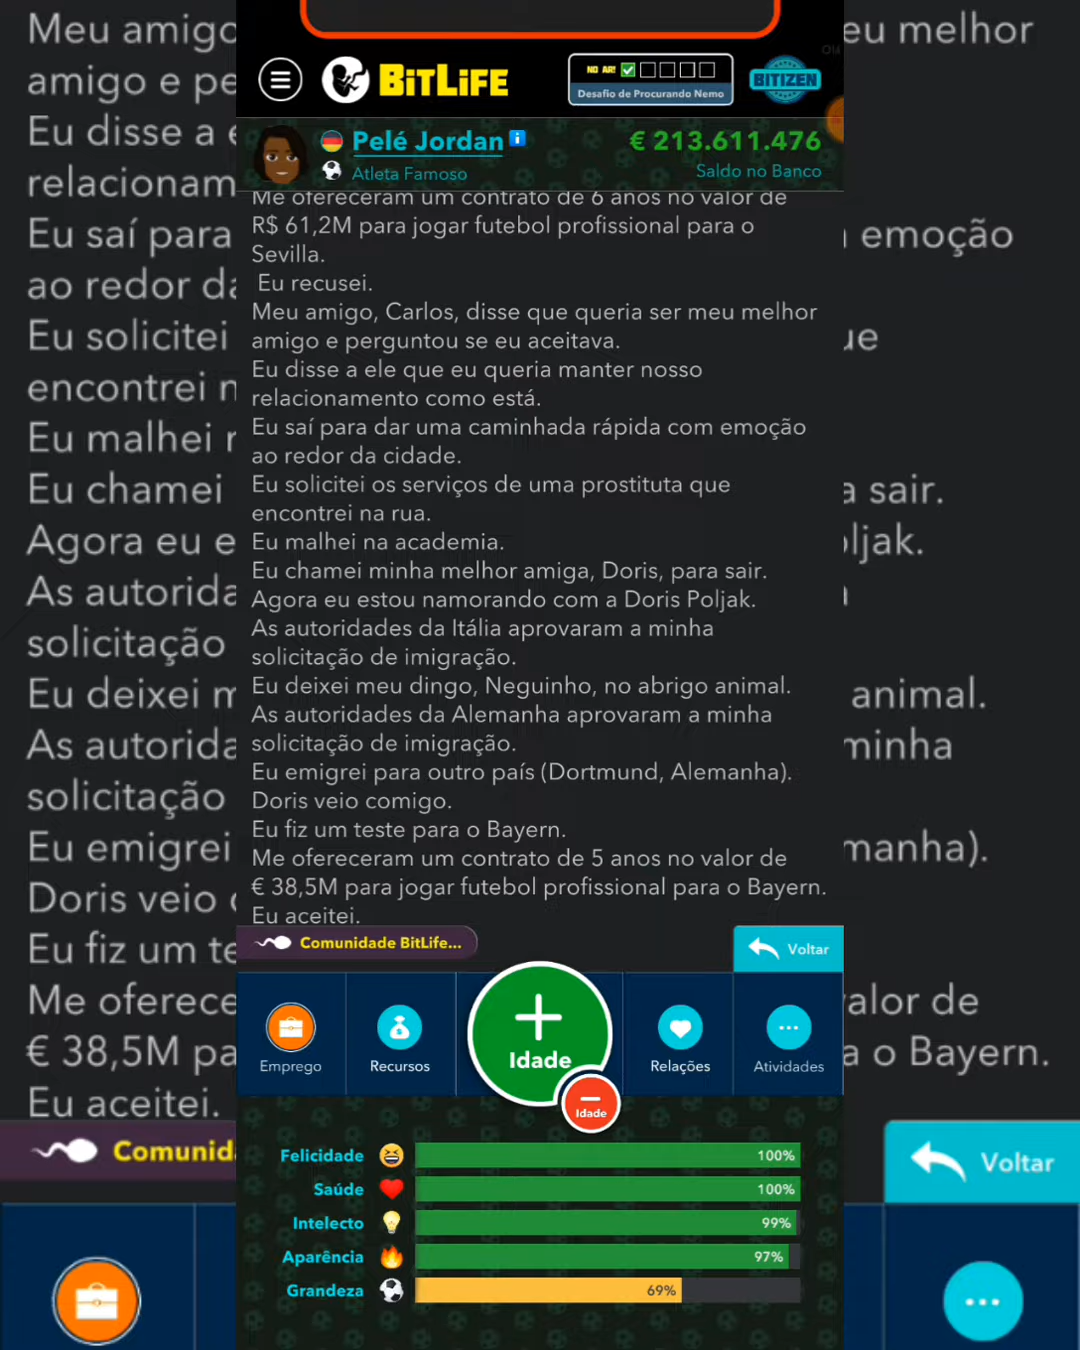 BitLife
NO AR!
Desafio de Procurando Nemo
BITIZEN
Pelé Jordan
€ 213.611.476
Atleta Famoso
Saldo no Banco
Me ofereceram um contrato de 6 anos no valor de
R$ 61,2M para jogar futebol profissional para o
Sevilla.
Eu recusei.
Meu amigo, Carlos, disse que queria ser meu melhor
amigo e perguntou se eu aceitava.
Eu disse a ele que eu queria manter nosso
relacionamento como está.
Eu saí para dar uma caminhada rápida com emoção
ao redor da cidade.
Eu solicitei os serviços de uma prostituta que
encontrei na rua.
Eu malhei na academia.
Eu chamei minha melhor amiga, Doris, para sair.
Agora eu estou namorando com a Doris Poljak.
As autoridades da Itália aprovaram a minha
solicitação de imigração.
Eu deixei meu dingo, Neguinho, no abrigo animal.
As autoridades da Alemanha aprovaram a minha
solicitação de imigração.
Eu emigrei para outro país (Dortmund, Alemanha).
Doris veio comigo.
Eu fiz um teste para o Bayern.
Me ofereceram um contrato de 5 anos no valor de
€ 38,5M para jogar futebol profissional para o Bayern.
Eu aceitei.
Comunidade BitLife...
Voltar
Emprego
Recursos
Idade
Idade
Relações
Atividades
Felicidade 100%
Saúde 100%
Intelecto 99%
Aparência 97%
Grandeza 69%